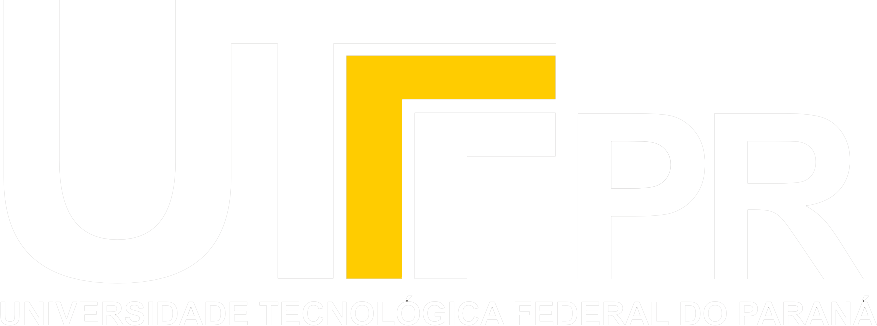 UTFPR
UNIVERSIDADE TECNOLÓGICA FEDERAL DO PARANÁ